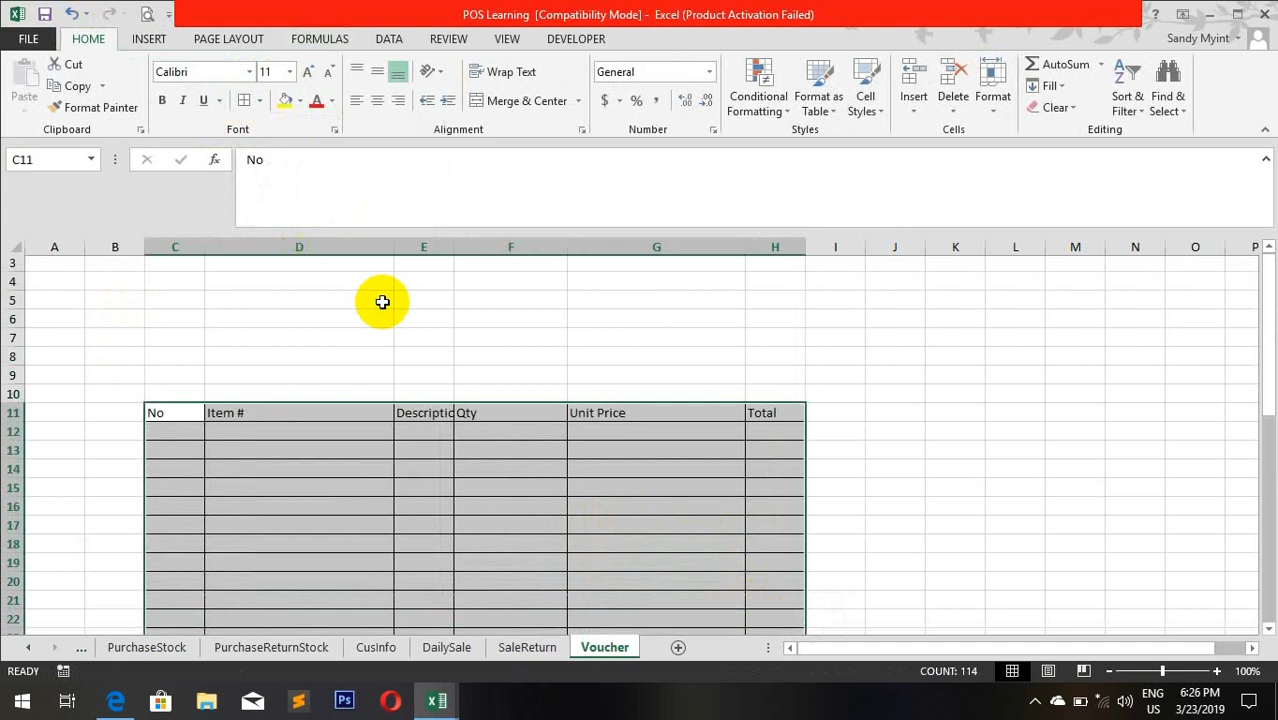 POS Learning [Compatibility Mode] - Excel (Product Activation Failed)
FILE HOME INSERT PAGE LAYOUT FORMULAS DATA REVIEW VIEW DEVELOPER Sandy Myint
Paste
Cut
Copy
Format Painter
Clipboard
Calibri 11
B I U A
Font
Wrap Text
Merge & Center
Alignment
General
$ % ,
Number
Conditional Formatting
Format as Table
Cell Styles
Styles
Insert Delete Format
Cells
AutoSum
Fill
Clear
Sort & Filter
Find & Select
Editing
C11 fx No
A B C D E F G H I J K L M N O P
3
4
5
6
7
8
9
10
11 No Item # Descriptio Qty Unit Price Total
12
13
14
15
16
17
18
19
20
21
22
... PurchaseStock PurchaseReturnStock CusInfo DailySale SaleReturn Voucher
READY COUNT: 114 100%
Ps
ENG
US
6:26 PM
3/23/2019